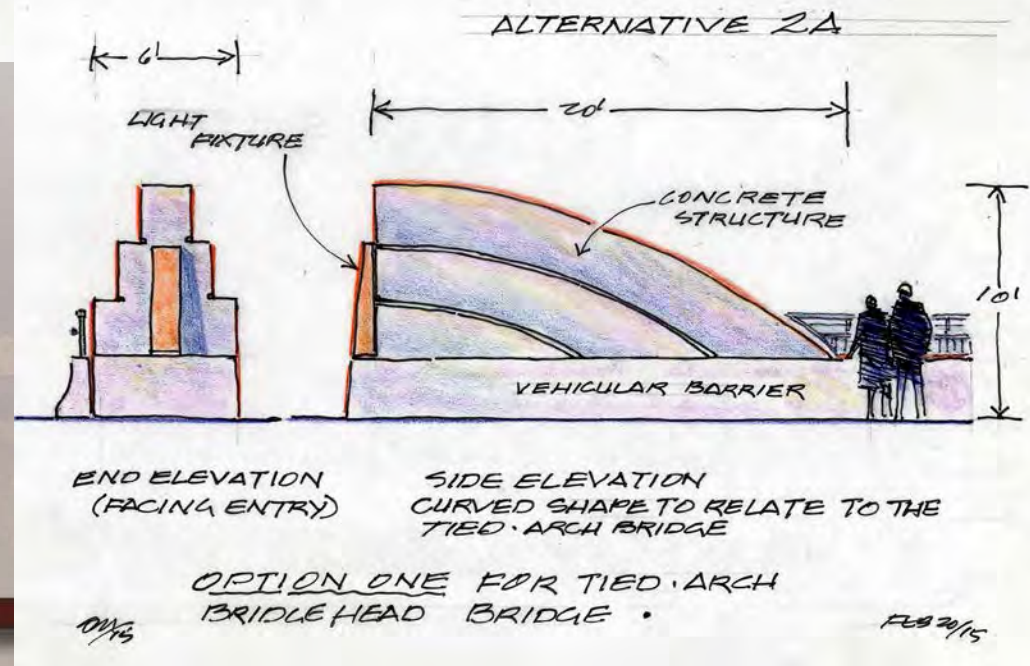 ALTERNATIVE 2A
6'
20'
LIGHT
FIXTURE
CONCRETE
STRUCTURE
10'
VEHICULAR BARRIER
END ELEVATION
(FACING ENTRY)
SIDE ELEVATION
CURVED SHAPE TO RELATE TO THE
TIED·ARCH BRIDGE
OPTION ONE FOR TIED·ARCH
BRIDLE HEAD BRIDGE ·
FEB 20/15